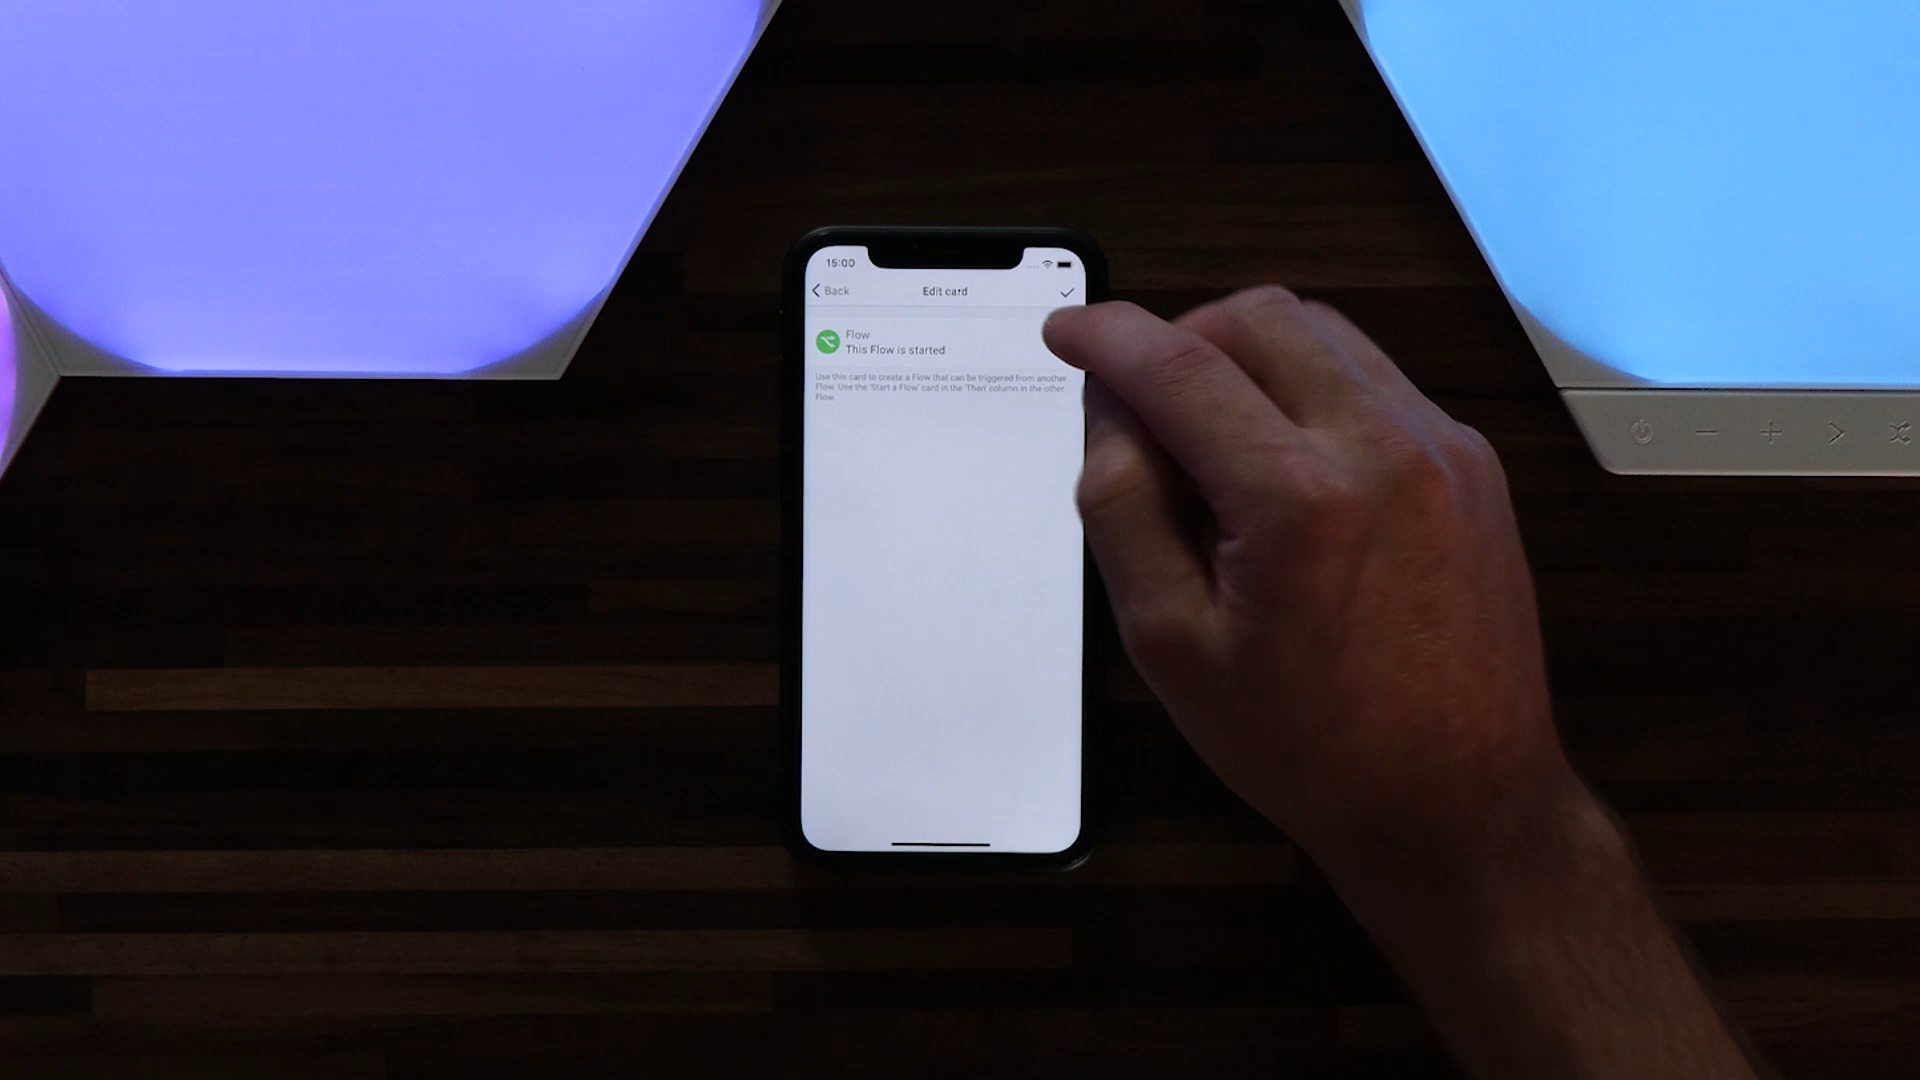 15:00
Back
Edit card
Flow
This Flow is started
Use this card to create a Flow that can be triggered from another
Flow. Use the 'Start a Flow' card in the 'Then' column in the other
Flow.